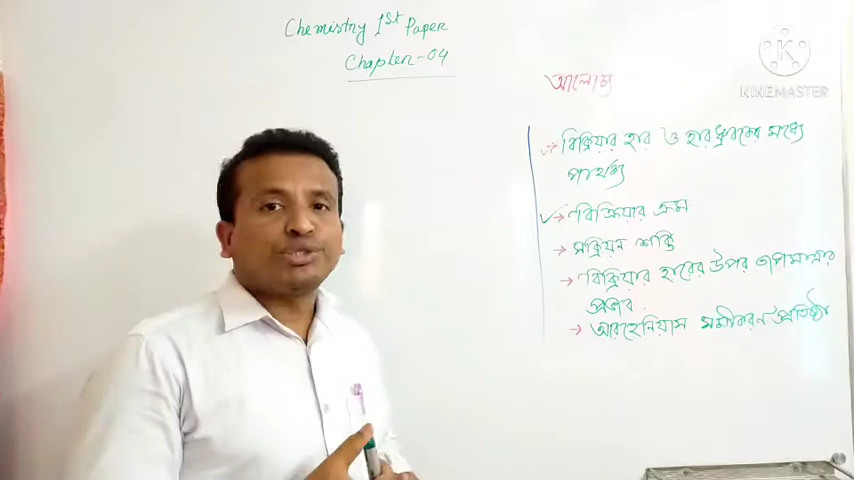 Chemistry 1st Paper
Chapter-04
আলোচ্য
→ বিক্রিয়ার হার ও হার ধ্রুবকের মধ্যে
পার্থক্য
→ বিক্রিয়ার ক্রম
→ সক্রিয়ন শক্তি
→ বিক্রিয়ার হারের উপর তাপমাত্রার
প্রভাব .
→ আরহেনিয়াস সমীকরণ প্রতিষ্ঠা
K
KINEMASTER